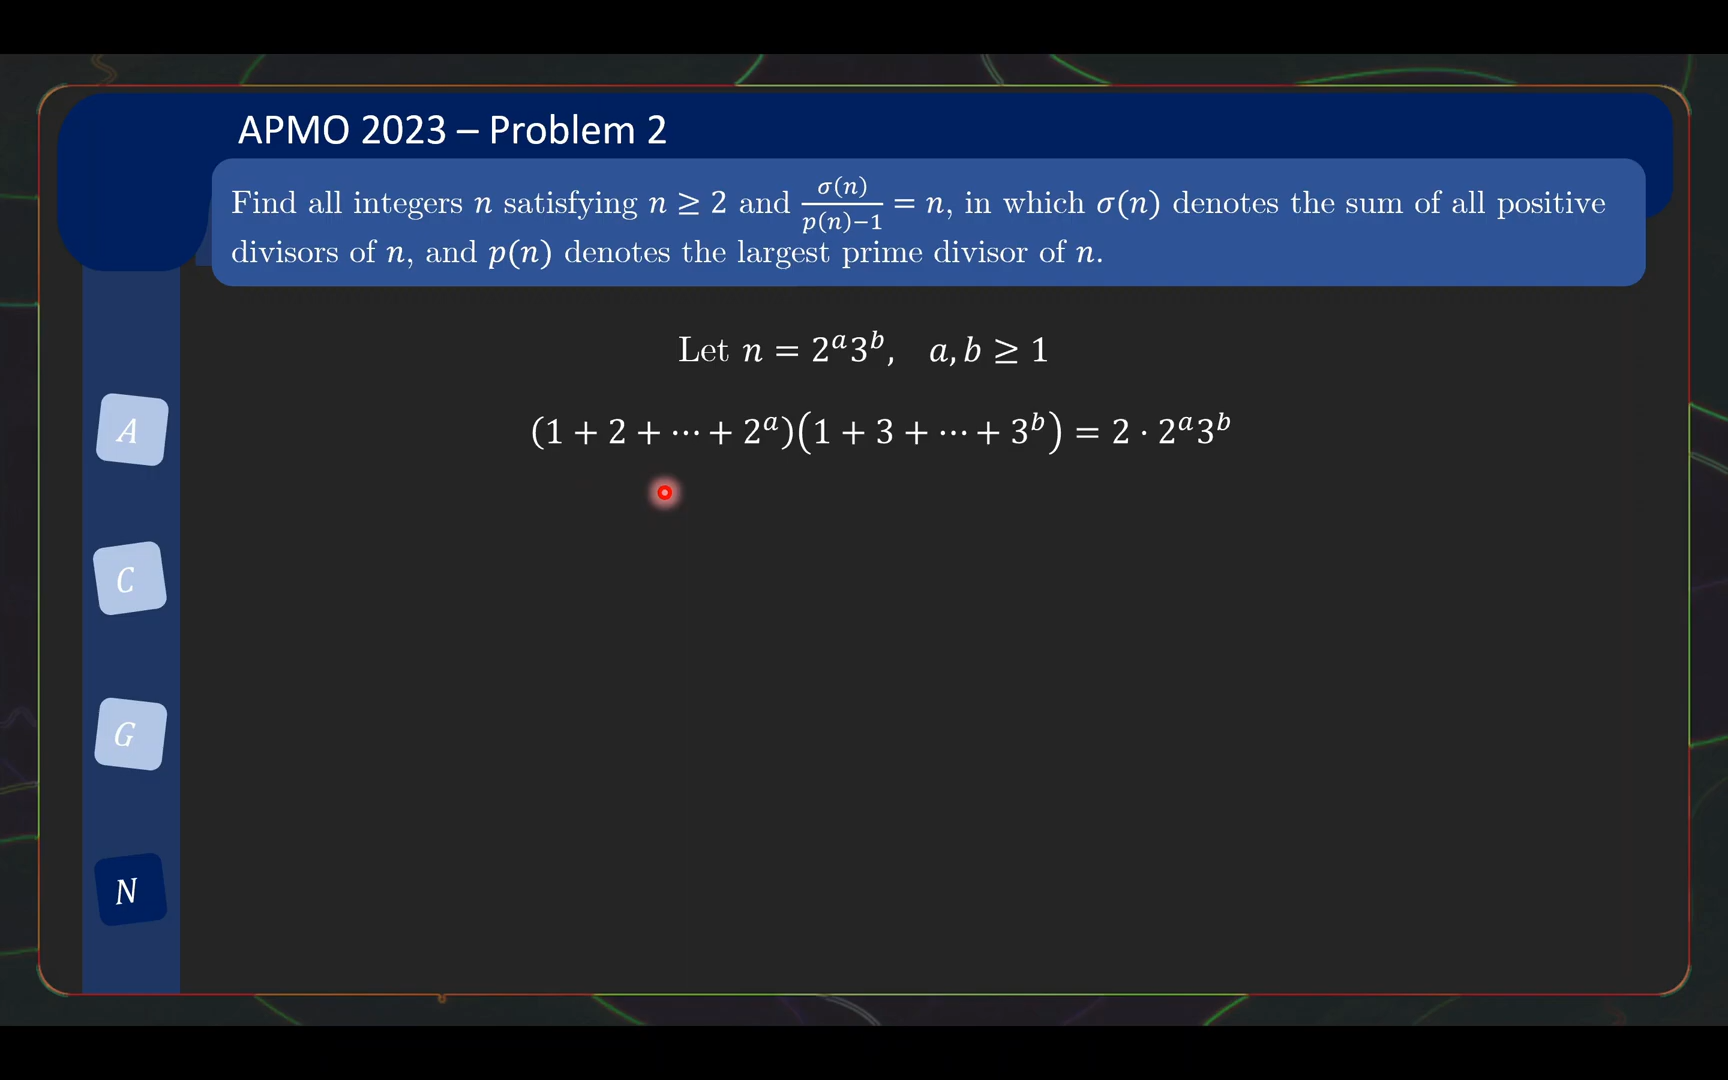 APMO 2023 – Problem 2
Find all integers n satisfying n ≥ 2 and σ(n)/(p(n)−1) = n, in which σ(n) denotes the sum of all positive
divisors of n, and p(n) denotes the largest prime divisor of n.
Let n = 2^a 3^b, a, b ≥ 1
(1 + 2 + ⋯ + 2^a)(1 + 3 + ⋯ + 3^b) = 2 · 2^a 3^b
A
C
G
N